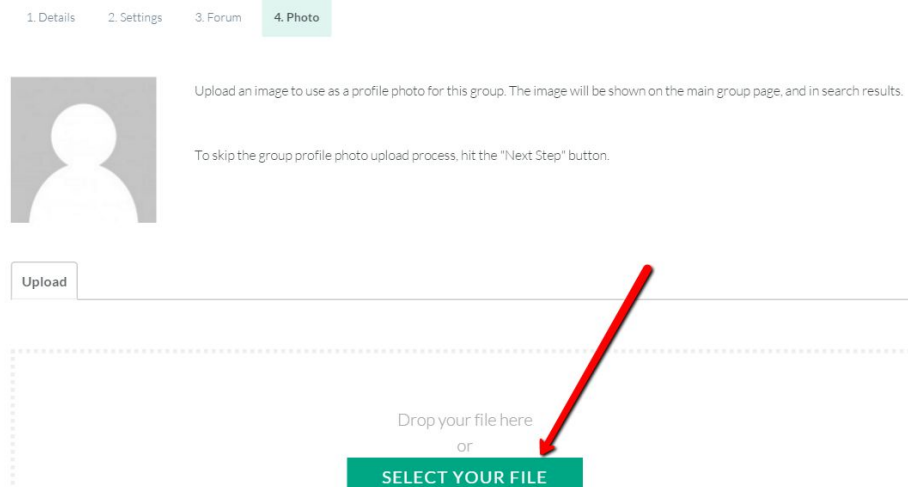 1. Details 2. Settings 3. Forum 4. Photo
Upload an image to use as a profile photo for this group. The image will be shown on the main group page, and in search results.
To skip the group profile photo upload process, hit the "Next Step" button.
Upload
Drop your file here
or
SELECT YOUR FILE